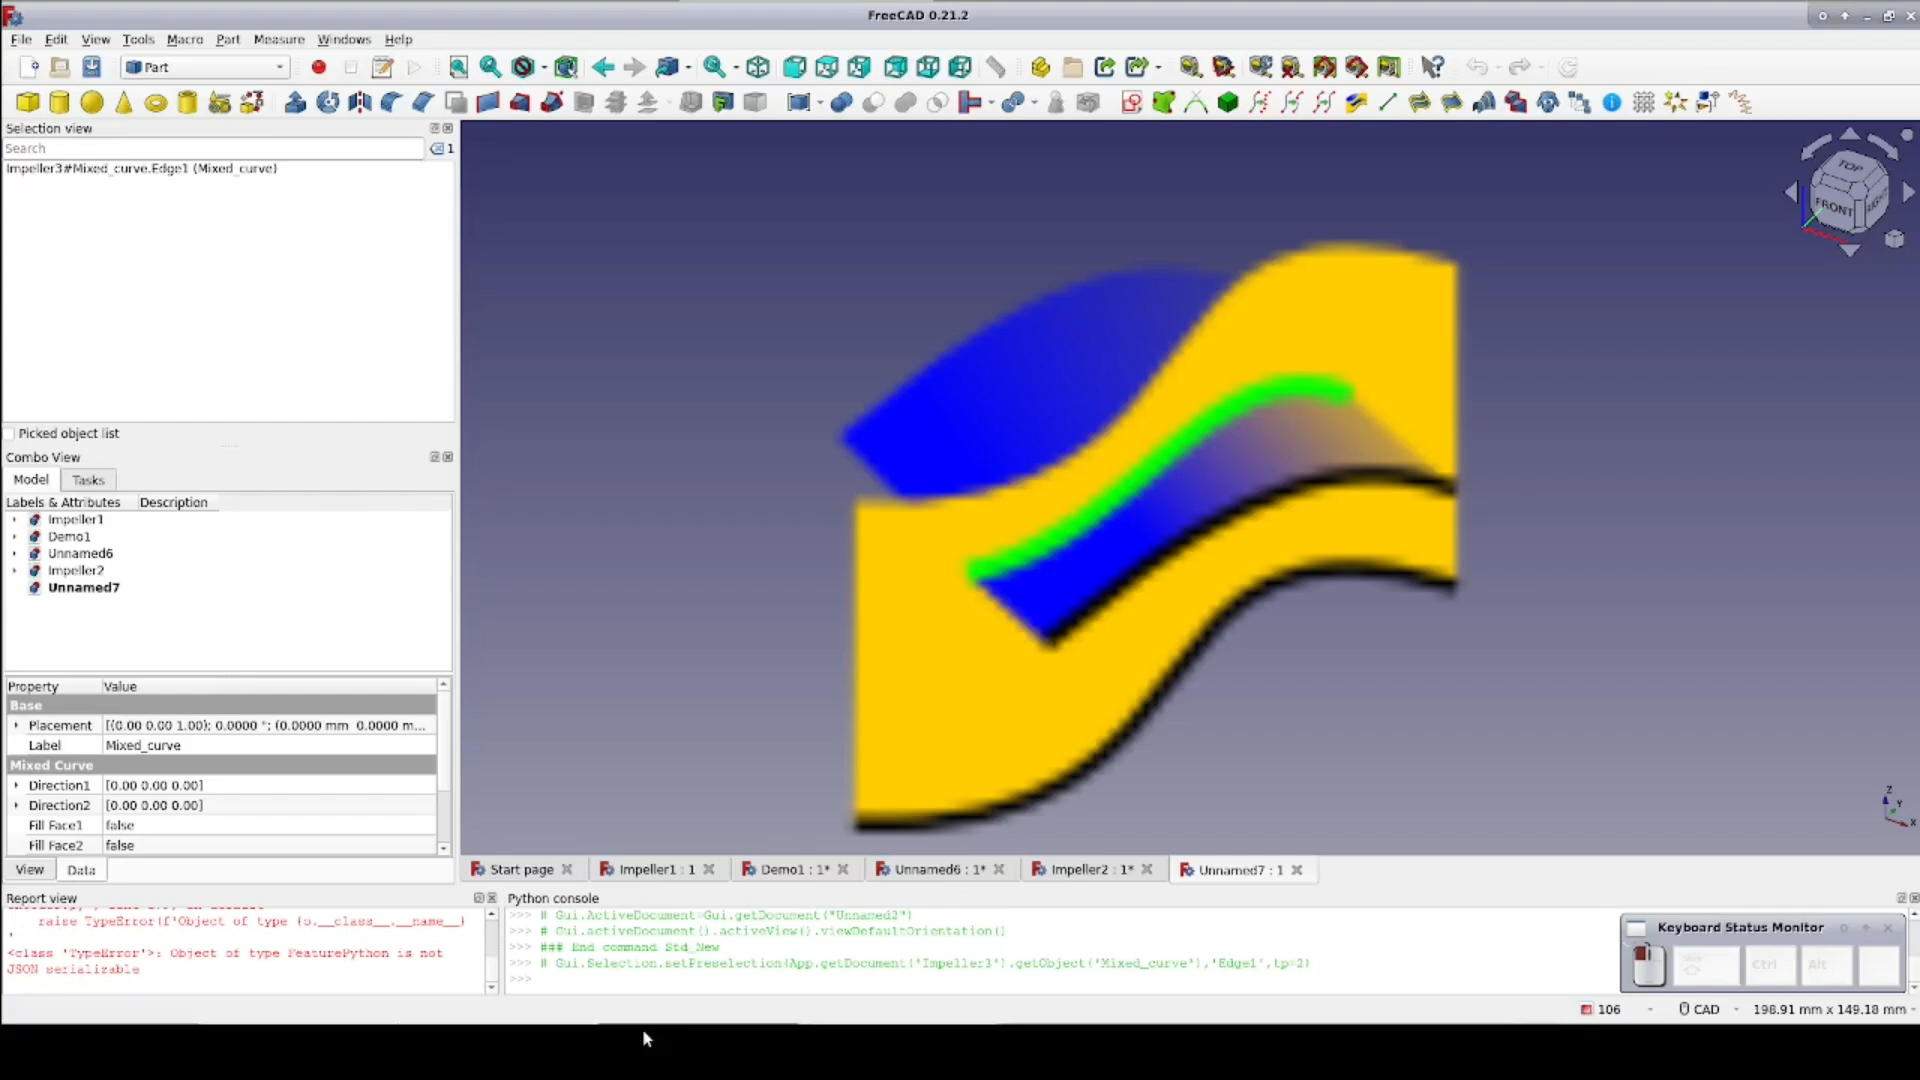 FreeCAD 0.21.2
File Edit View Tools Macro Part Measure Windows Help
Part
Selection view
Search
1
Impeller3#Mixed_curve.Edge1 (Mixed_curve)
Picked object list
Combo View
Model Tasks
Labels & Attributes Description
Impeller1
Demo1
Unnamed6
Impeller2
Unnamed7
Property Value
Base
Placement [(0.00 0.00 1.00); 0.0000 °; (0.0000 mm 0.0000 m...
Label Mixed_curve
Mixed Curve
Direction1 [0.00 0.00 0.00]
Direction2 [0.00 0.00 0.00]
Fill Face1 false
Fill Face2 false
View Data
TOP
FRONT
RIGHT
Z
Y
X
Start page
Impeller1 : 1
Demo1 : 1*
Unnamed6 : 1*
Impeller2 : 1*
Unnamed7 : 1
Report view
raise TypeError(f'Object of type {o.__class__.__name__}
'
<class 'TypeError'>: Object of type FeaturePython is not
JSON serializable
Python console
>>> # Gui.ActiveDocument=Gui.getDocument("Unnamed2")
>>> # Gui.activeDocument().activeView().viewDefaultOrientation()
>>> ### End command Std_New
>>> # Gui.Selection.setPreselection(App.getDocument('Impeller3').getObject('Mixed_curve'),'Edge1',tp=2)
>>>
Keyboard Status Monitor
Ctrl
Alt
106
CAD
198.91 mm x 149.18 mm